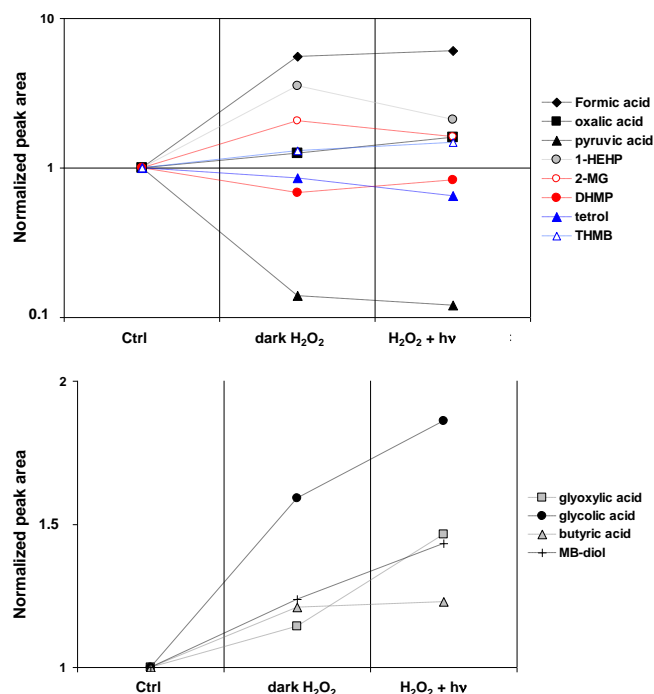 Normalized peak area
10
1
0.1
Ctrl
dark H₂O₂
H₂O₂ + hν
:
Formic acid
oxalic acid
pyruvic acid
1-HEHP
2-MG
DHMP
tetrol
THMB
Normalized peak area
2
1.5
1
Ctrl
dark H₂O₂
H₂O₂ + hν
glyoxylic acid
glycolic acid
butyric acid
MB-diol